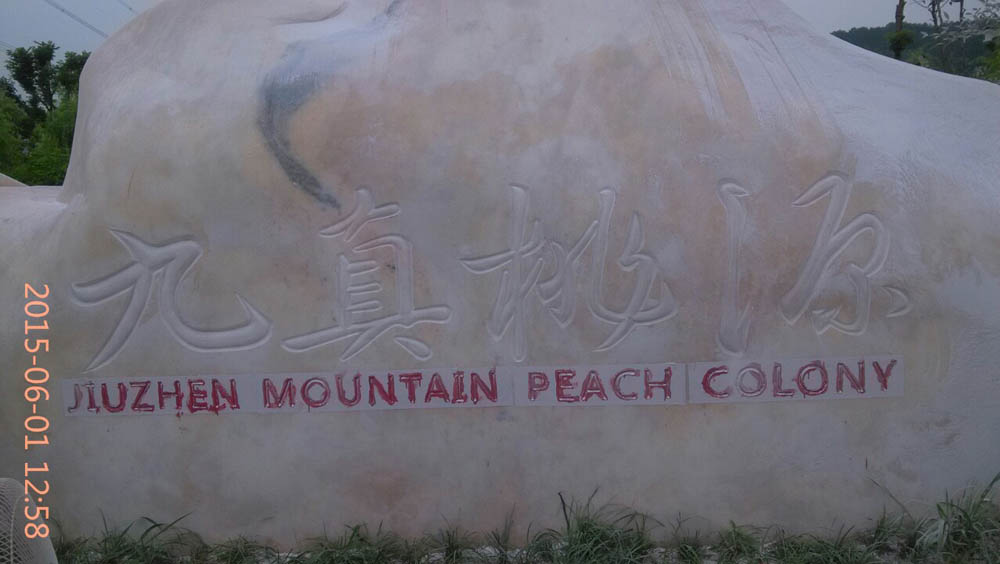 九真桃源
JIUZHEN MOUNTAIN PEACH COLONY
2015-06-01 12:58